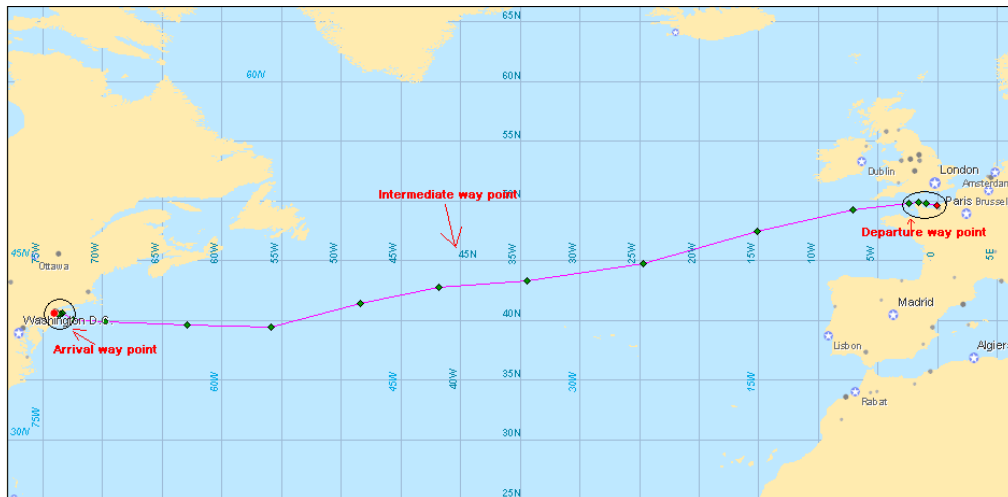 65N
60W
60N
55N
Dublin
London
Amsterdam
50N
Intermediate way point
Paris
Brussel
Departure way point
45N
75W
70W
65W
60W
55W
50W
45W
45N
35W
30W
25W
20W
15W
5W
0
5E
Ottawa
Madrid
Washington D.C.
40N
Arrival way point
Lisbon
Algiers
60W
45W
40W
35N
30W
15W
Rabat
75W
30N
30N
25N